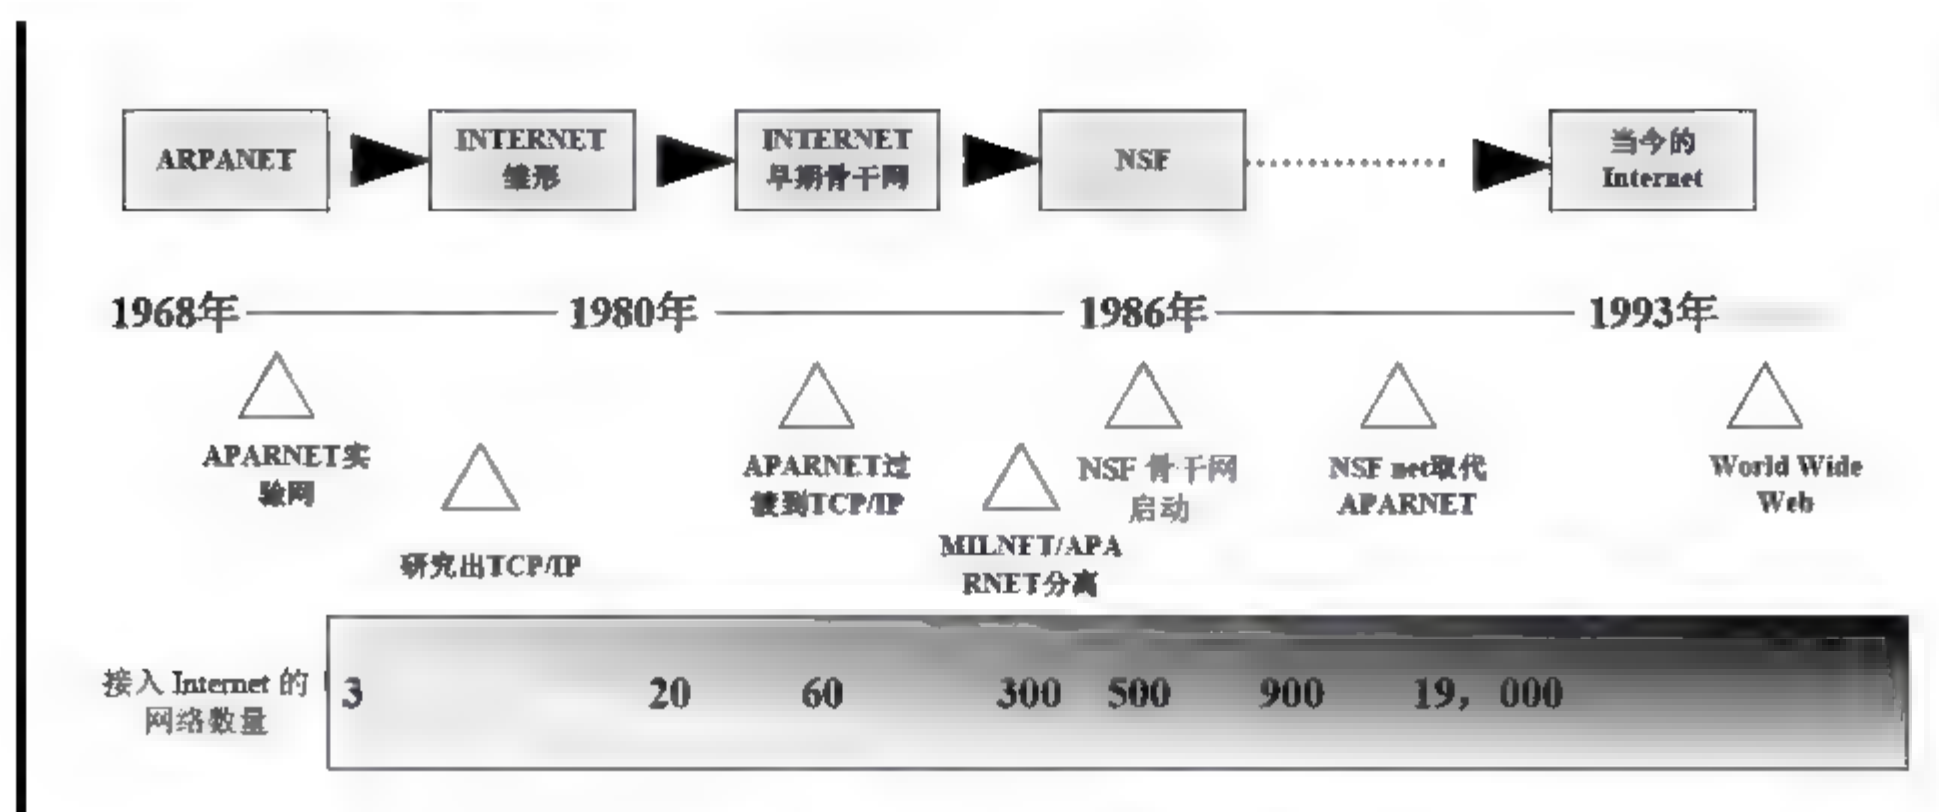 ARPANET
INTERNET
雏形
INTERNET
早期骨干网
NSF
当今的
Internet
1968年
1980年
1986年
1993年
APARNET实
验网
研究出TCP/IP
APARNET过
渡到TCP/IP
MILNET/APA
RNET分离
NSF 骨干网
启动
NSF net取代
APARNET
World Wide
Web
接入 Internet 的
网络数量
3 20 60 300 500 900 19，000